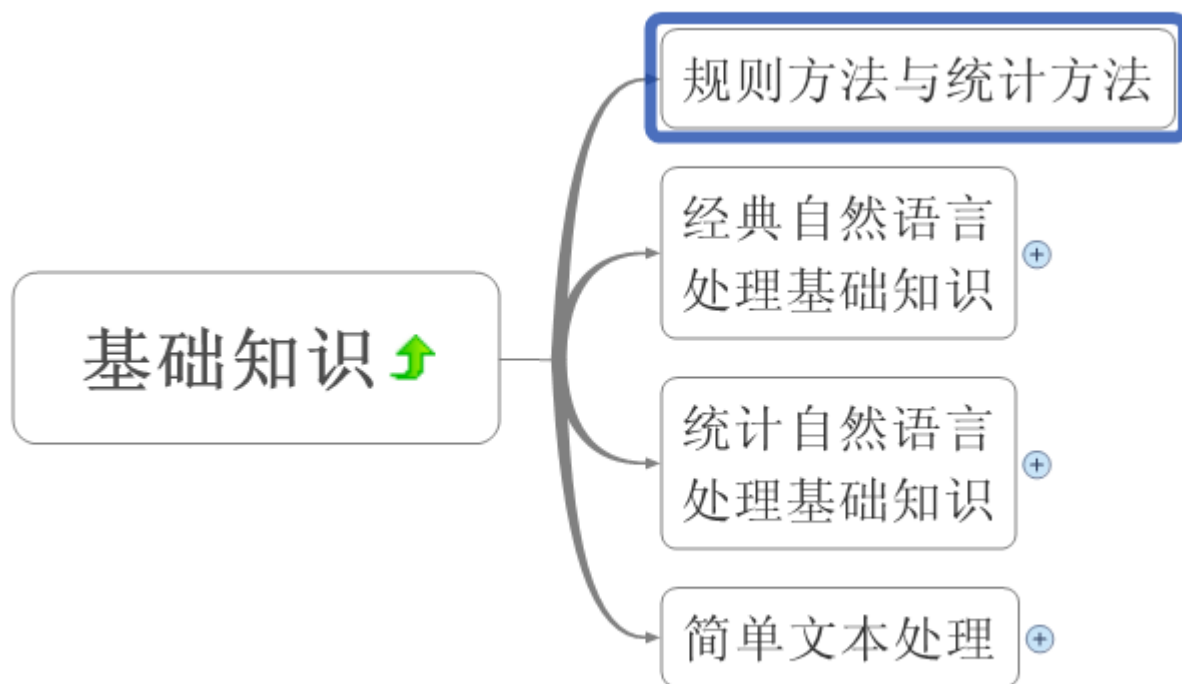 规则方法与统计方法
经典自然语言
处理基础知识
基础知识
统计自然语言
处理基础知识
简单文本处理